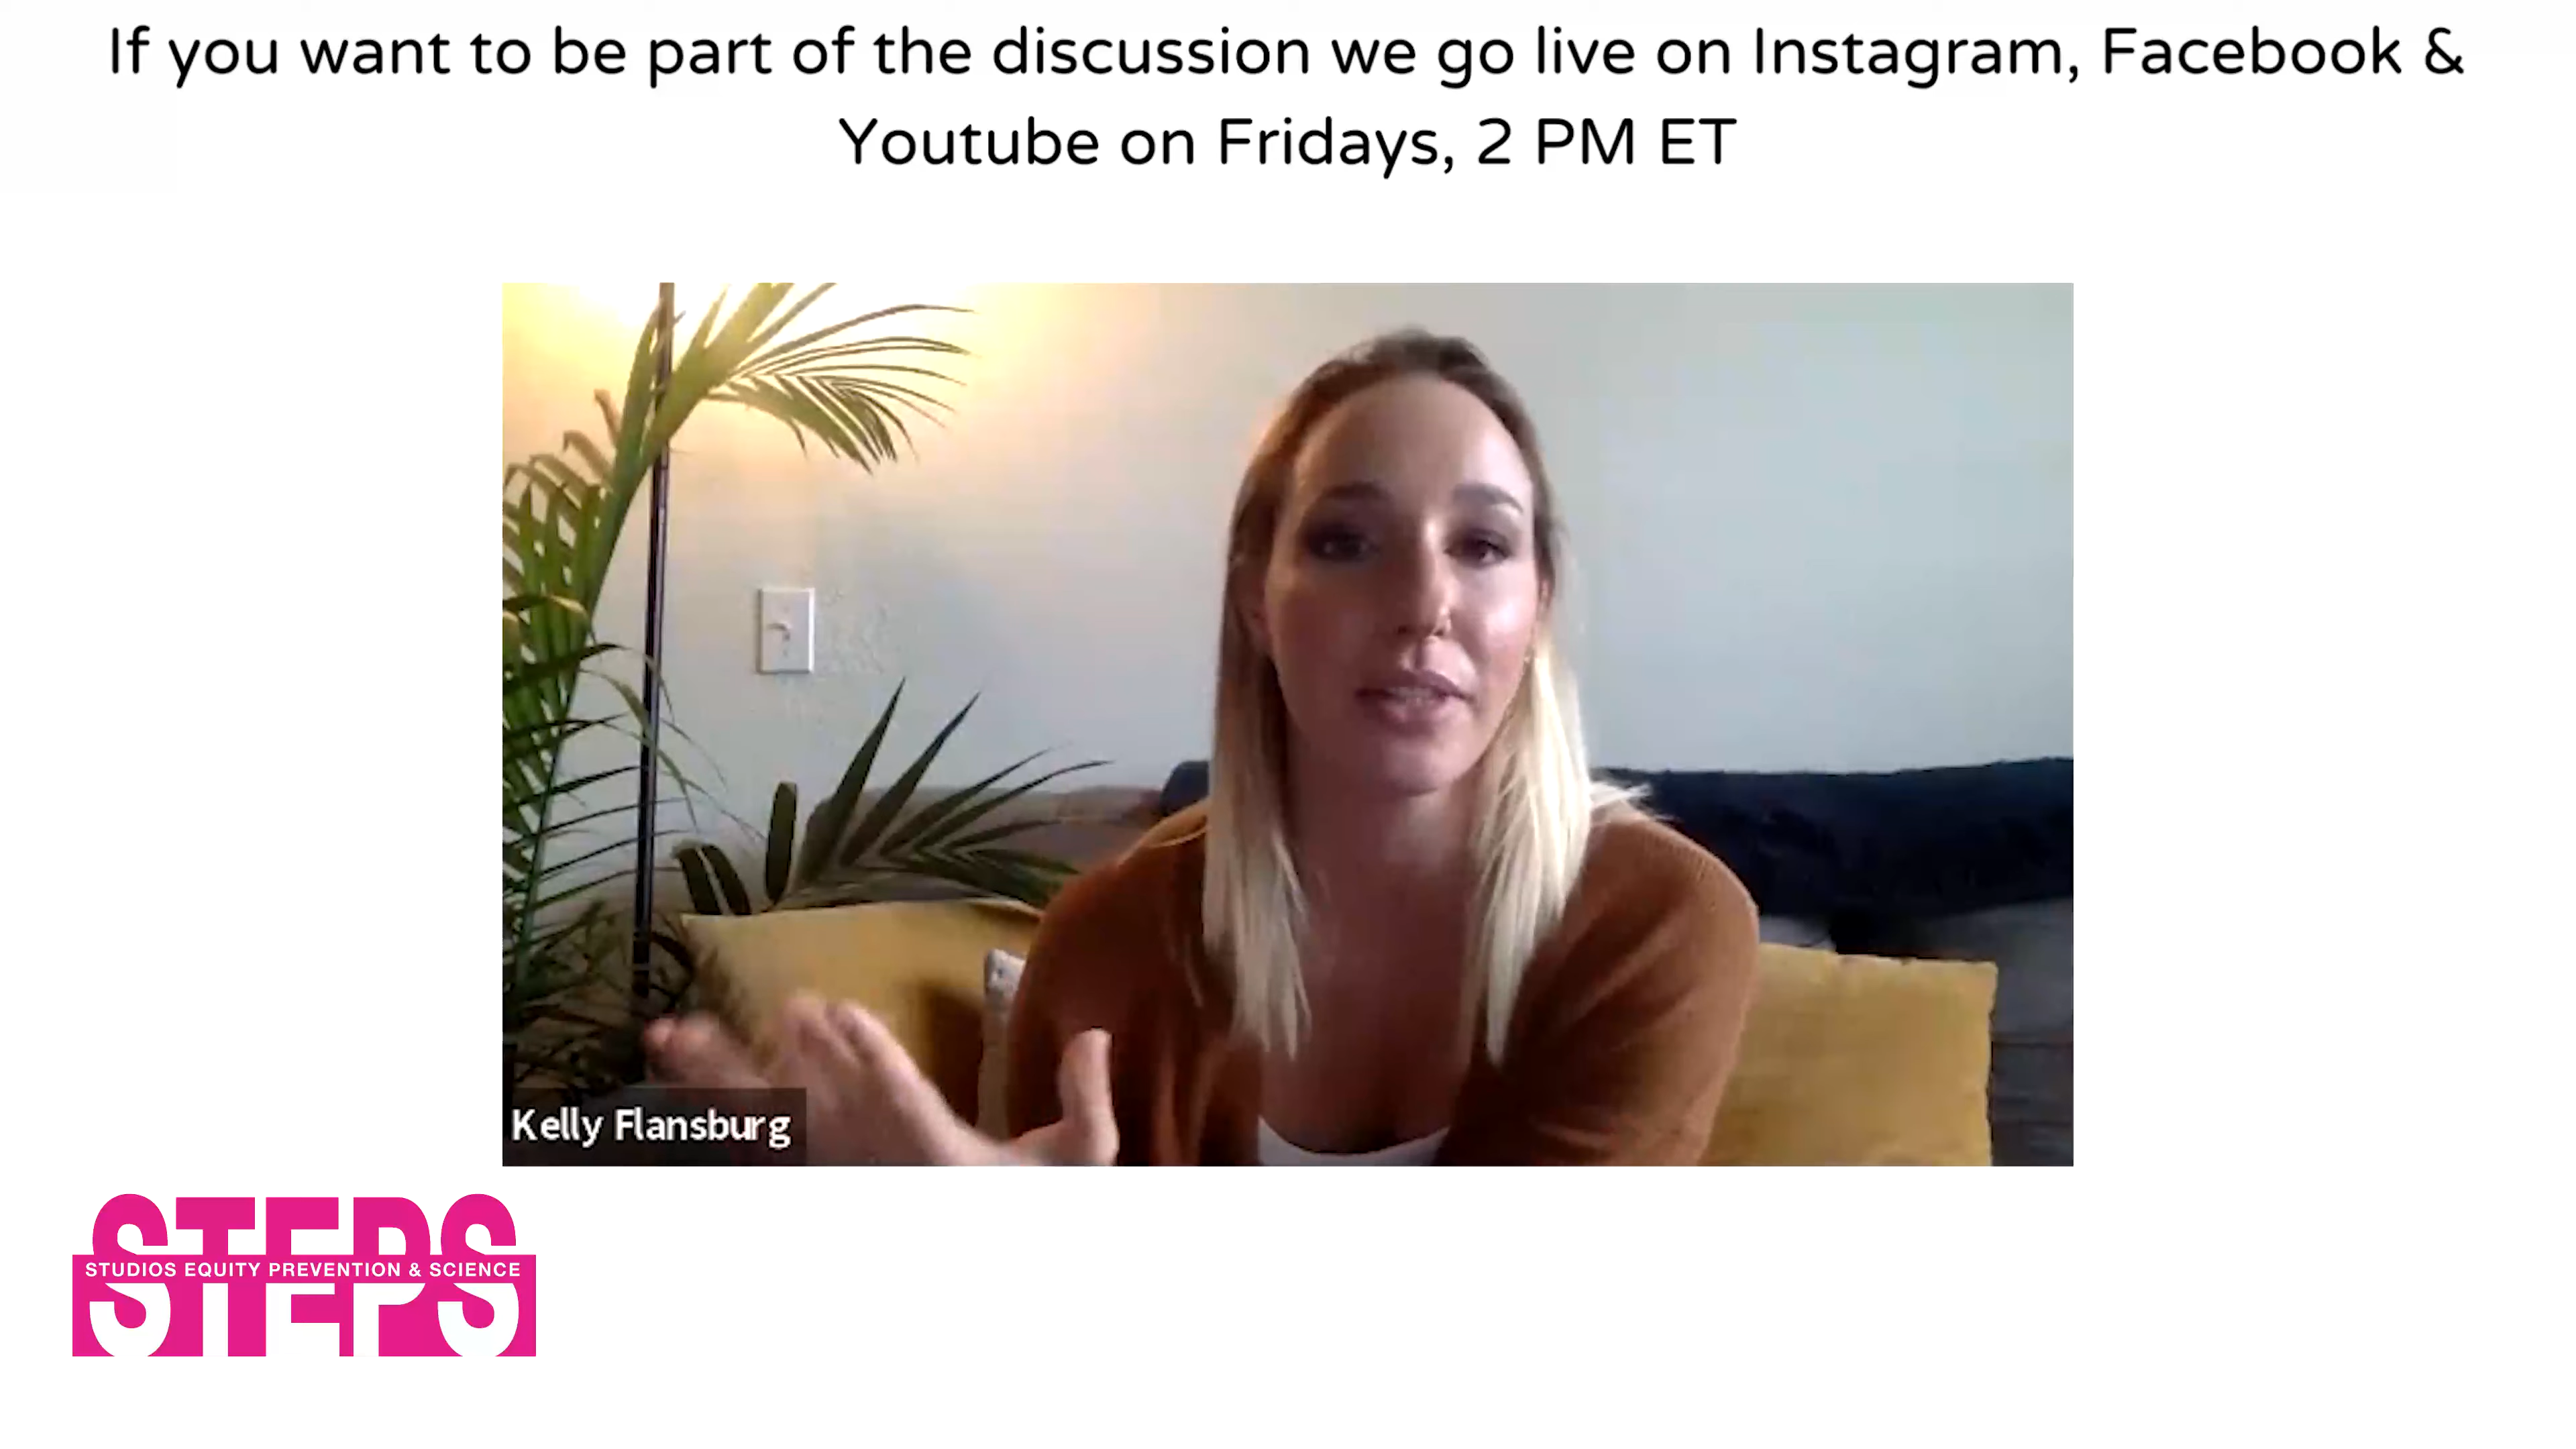 If you want to be part of the discussion we go live on Instagram, Facebook &
Youtube on Fridays, 2 PM ET
Kelly Flansburg
STEPS
STUDIOS EQUITY PREVENTION & SCIENCE